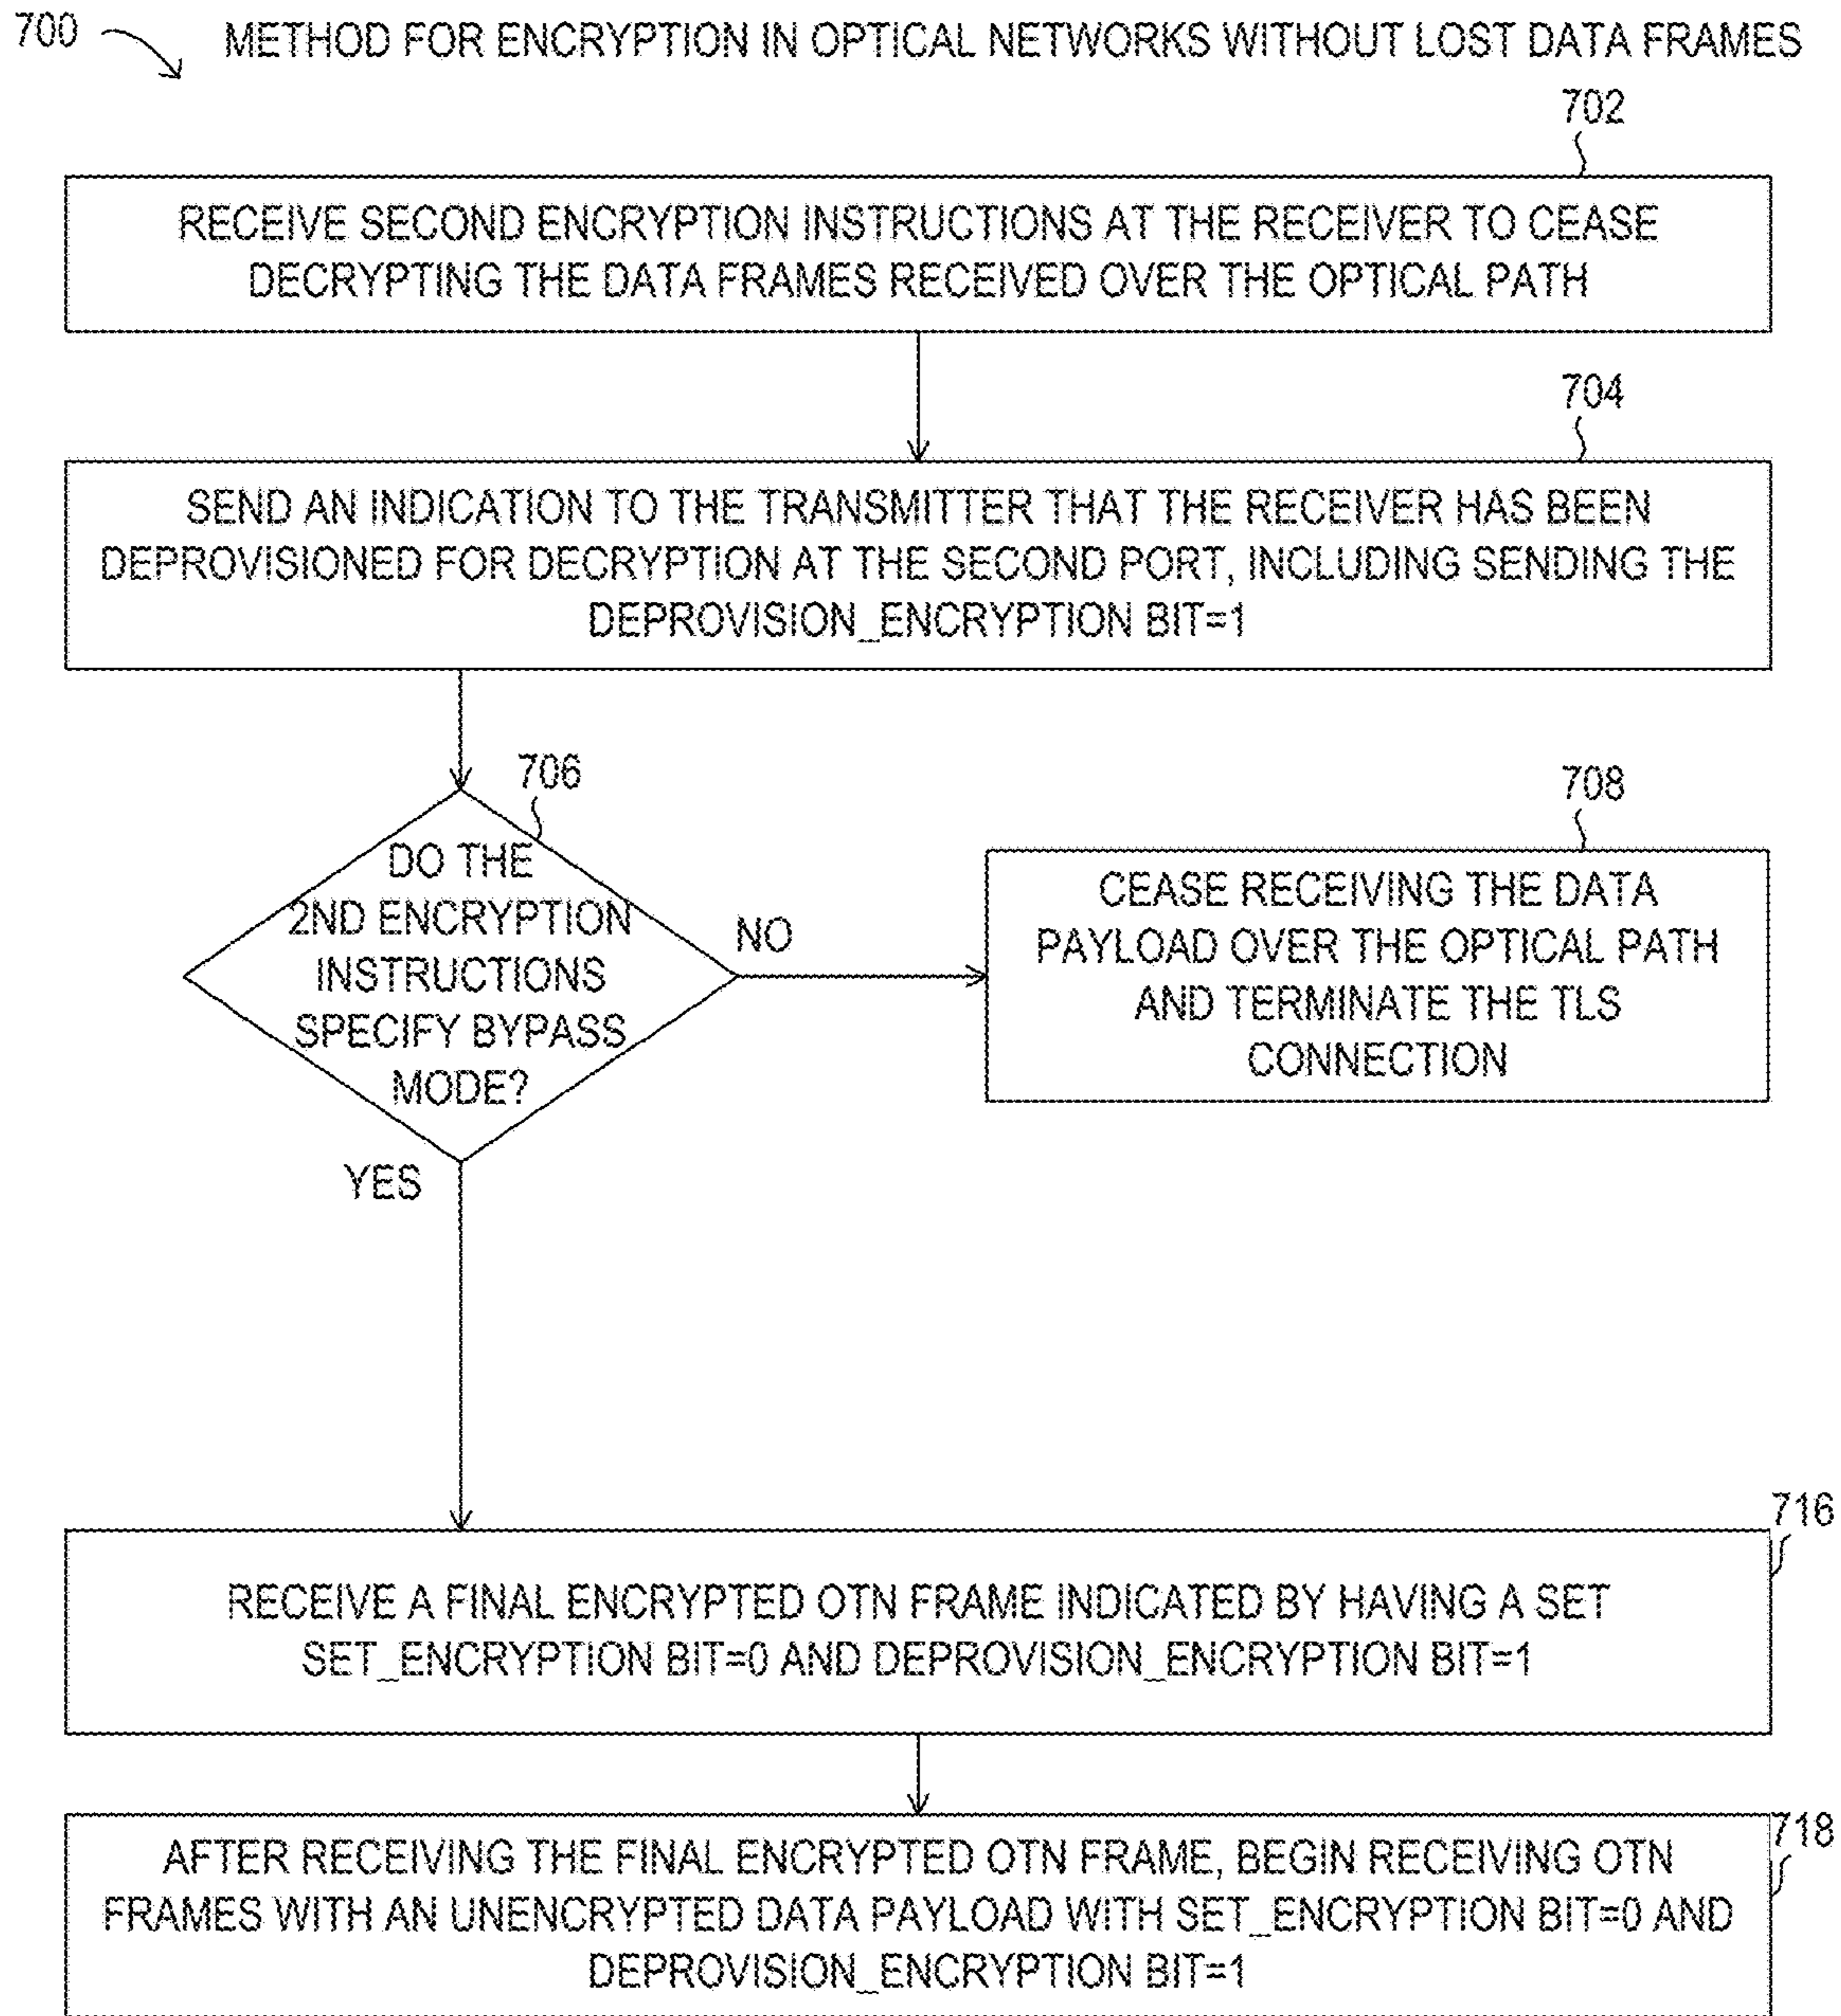 700
METHOD FOR ENCRYPTION IN OPTICAL NETWORKS WITHOUT LOST DATA FRAMES
702
RECEIVE SECOND ENCRYPTION INSTRUCTIONS AT THE RECEIVER TO CEASE
DECRYPTING THE DATA FRAMES RECEIVED OVER THE OPTICAL PATH
704
SEND AN INDICATION TO THE TRANSMITTER THAT THE RECEIVER HAS BEEN
DEPROVISIONED FOR DECRYPTION AT THE SECOND PORT, INCLUDING SENDING THE
DEPROVISION_ENCRYPTION BIT=1
706
DO THE
2ND ENCRYPTION
INSTRUCTIONS
SPECIFY BYPASS
MODE?
NO
YES
708
CEASE RECEIVING THE DATA
PAYLOAD OVER THE OPTICAL PATH
AND TERMINATE THE TLS
CONNECTION
716
RECEIVE A FINAL ENCRYPTED OTN FRAME INDICATED BY HAVING A SET
SET_ENCRYPTION BIT=0 AND DEPROVISION_ENCRYPTION BIT=1
718
AFTER RECEIVING THE FINAL ENCRYPTED OTN FRAME, BEGIN RECEIVING OTN
FRAMES WITH AN UNENCRYPTED DATA PAYLOAD WITH SET_ENCRYPTION BIT=0 AND
DEPROVISION_ENCRYPTION BIT=1